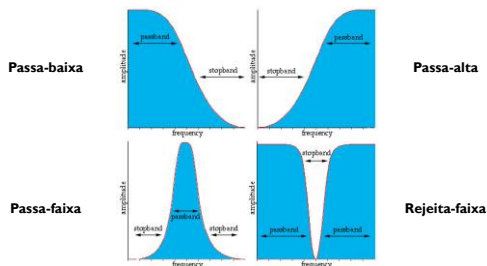 Passa-baixa
amplitude
passband
stopband
frequency
amplitude
stopband
passband
frequency
Passa-alta
Passa-faixa
amplitude
stopband
passband
stopband
frequency
amplitude
stopband
passband
passband
frequency
Rejeita-faixa